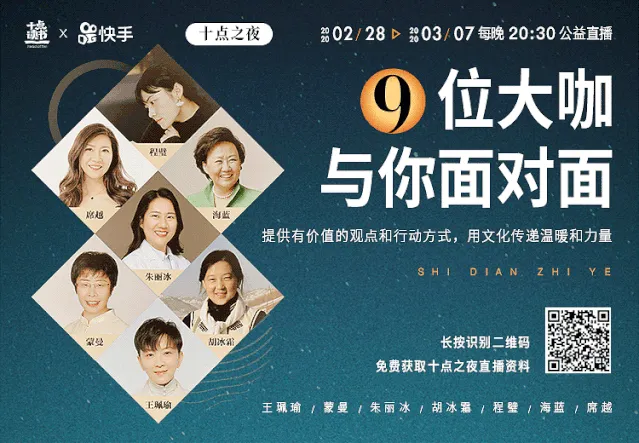 十点读书 x 快手 十点之夜 2020 02/28 ▷ 2020 03/07 每晚 20:30 公益直播
9 位大咖
与你面对面
提供有价值的观点和行动方式，用文化传递温暖和力量
SHI DIAN ZHI YE
程璧
席越
海蓝
朱丽冰
蒙曼
胡冰霜
王珮瑜
长按识别二维码
免费获取十点之夜直播资料
王珮瑜 / 蒙曼 / 朱丽冰 / 胡冰霜 / 程璧 / 海蓝 / 席越